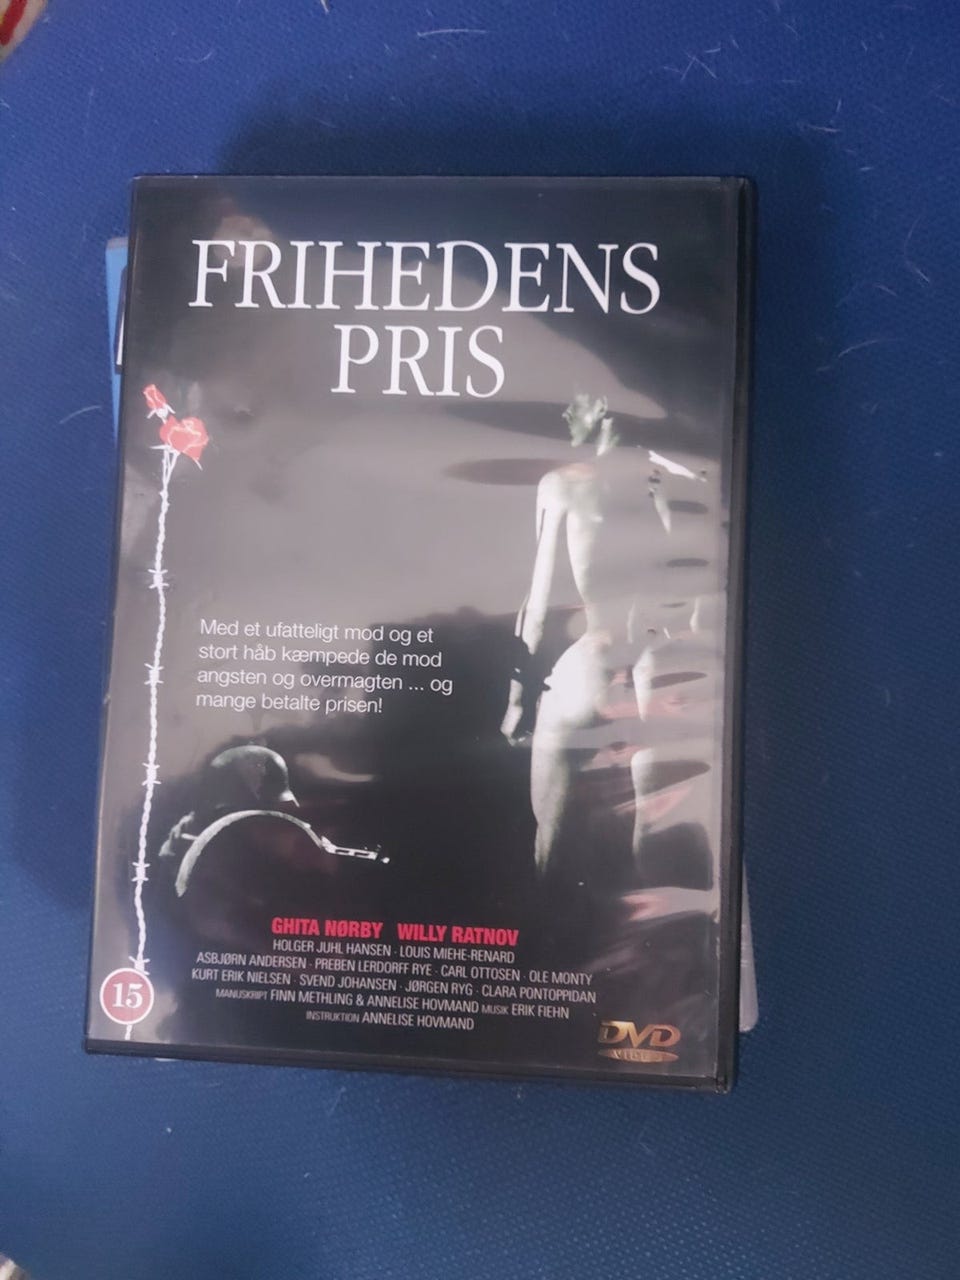 FRIHEDENS
PRIS
Med et ufatteligt mod og et
stort håb kæmpede de mod
angsten og overmagten ... og
mange betalte prisen!
GHITA NØRBY WILLY RATNOV
HOLGER JUHL HANSEN · LOUIS MIEHE-RENARD
ASBJØRN ANDERSEN · PREBEN LERDORFF RYE · CARL OTTOSEN · OLE MONTY
KURT ERIK NIELSEN · SVEND JOHANSEN · JØRGEN RYG · CLARA PONTOPPIDAN
MANUSKRIPT FINN METHLING & ANNELISE HOVMAND MUSIK ERIK FIEHN
INSTRUKTION ANNELISE HOVMAND
15
DVD
VIDEO